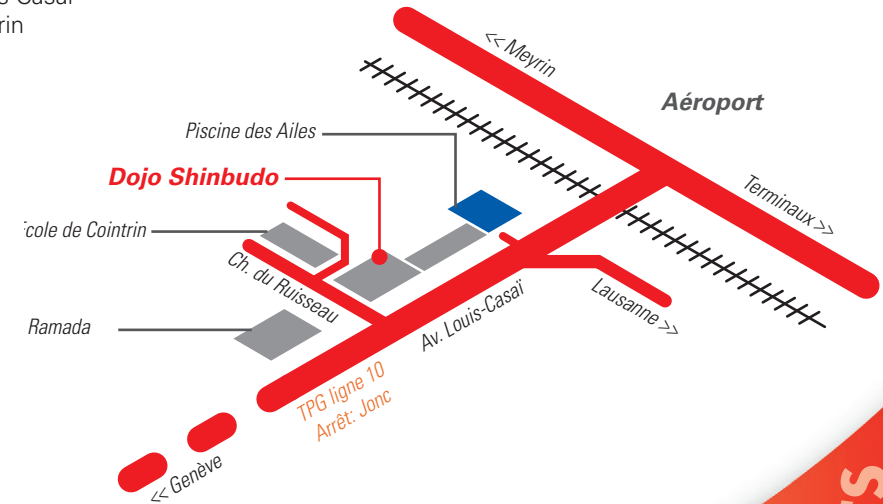 << Meyrin
Aéroport
Piscine des Ailes
Dojo Shinbudo
Terminaux >>
cole de Cointrin
Ch. du Ruisseau
Lausanne >>
Av. Louis-Casaï
Ramada
TPG ligne 10
Arrêt: Jonc
<< Genève